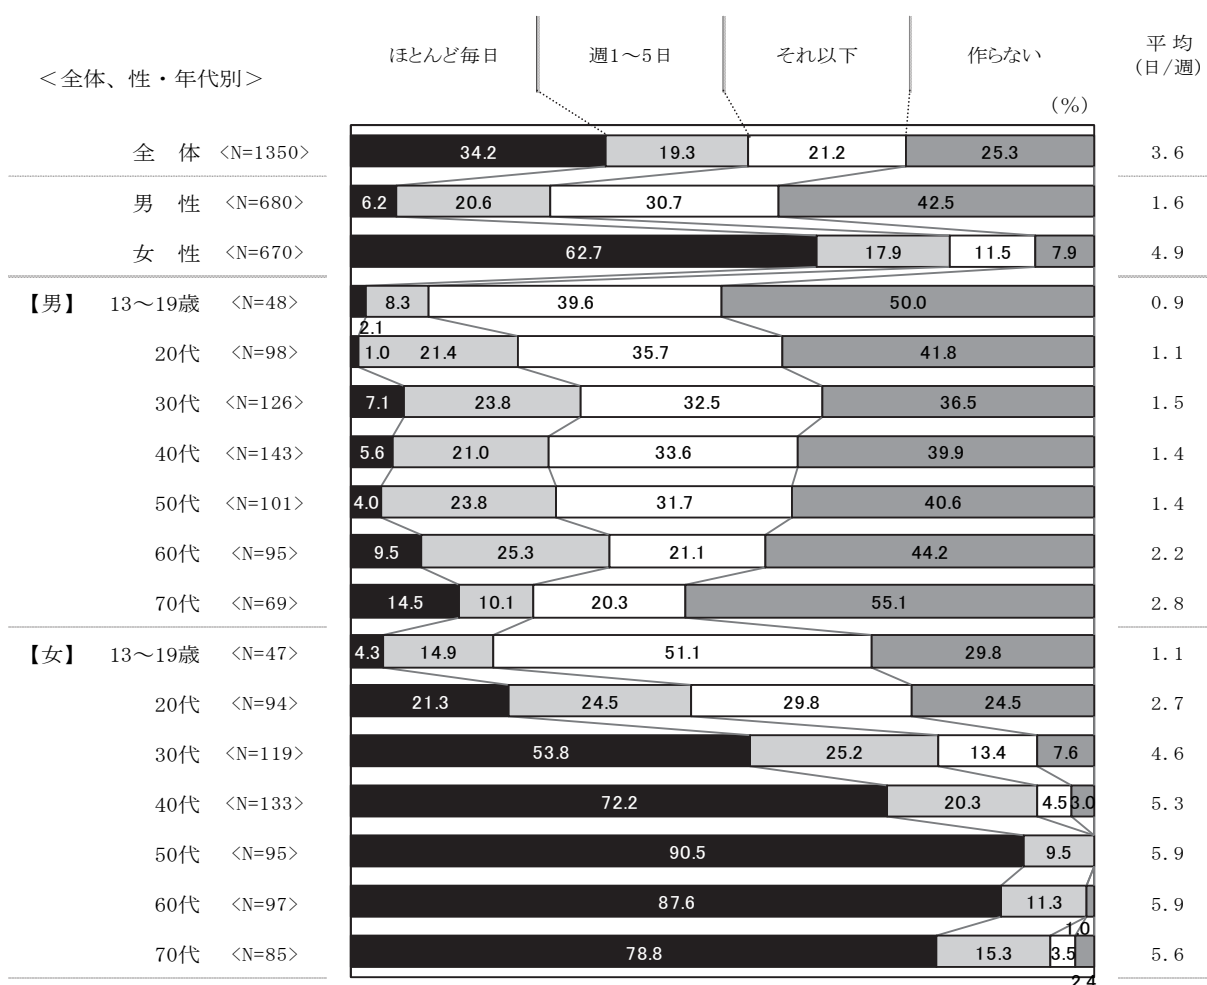 ほとんど毎日 週1～5日 それ以下 作らない 平 均
(日/週)
＜全体、性・年代別＞
(%)
全 体 <N=1350> 34.2 19.3 21.2 25.3 3.6
男 性 <N=680> 6.2 20.6 30.7 42.5 1.6
女 性 <N=670> 62.7 17.9 11.5 7.9 4.9
【男】 13～19歳 <N=48> 2.1 8.3 39.6 50.0 0.9
20代 <N=98> 1.0 21.4 35.7 41.8 1.1
30代 <N=126> 7.1 23.8 32.5 36.5 1.5
40代 <N=143> 5.6 21.0 33.6 39.9 1.4
50代 <N=101> 4.0 23.8 31.7 40.6 1.4
60代 <N=95> 9.5 25.3 21.1 44.2 2.2
70代 <N=69> 14.5 10.1 20.3 55.1 2.8
【女】 13～19歳 <N=47> 4.3 14.9 51.1 29.8 1.1
20代 <N=94> 21.3 24.5 29.8 24.5 2.7
30代 <N=119> 53.8 25.2 13.4 7.6 4.6
40代 <N=133> 72.2 20.3 4.5 3.0 5.3
50代 <N=95> 90.5 9.5 5.9
60代 <N=97> 87.6 11.3 1.0 5.9
70代 <N=85> 78.8 15.3 3.5 2.4 5.6